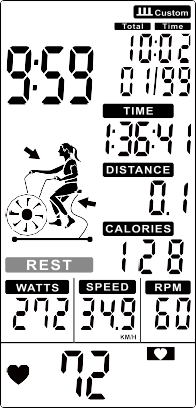 Custom
Total Time
10:02
9:59
01/99
TIME
1:36:41
DISTANCE
0.1
CALORIES
128
REST
WATTS SPEED RPM
272 34.9 60
KM/H
72